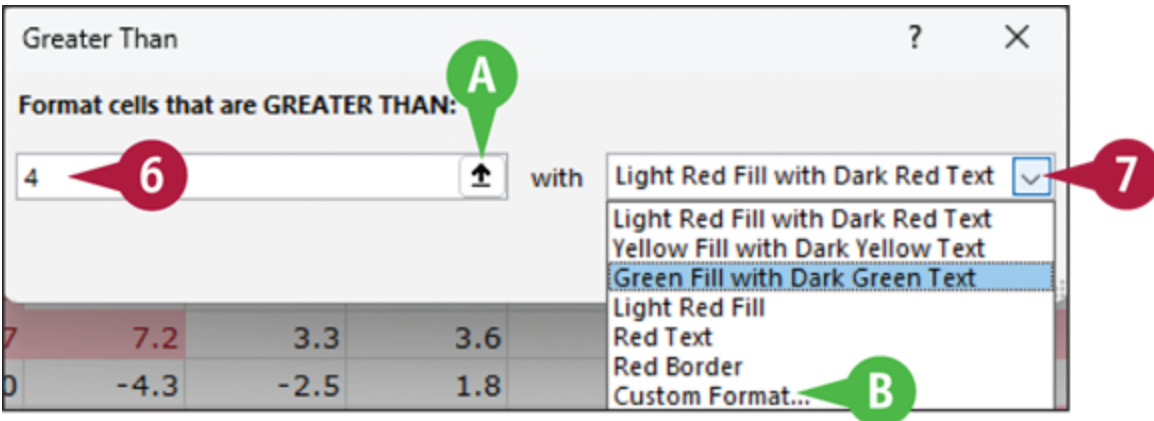 Greater Than ? ×
A
Format cells that are GREATER THAN:
4 6 with Light Red Fill with Dark Red Text 7
Light Red Fill with Dark Red Text
Yellow Fill with Dark Yellow Text
Green Fill with Dark Green Text
Light Red Fill
Red Text
Red Border
Custom Format... B
7 7.2 3.3 3.6
0 -4.3 -2.5 1.8